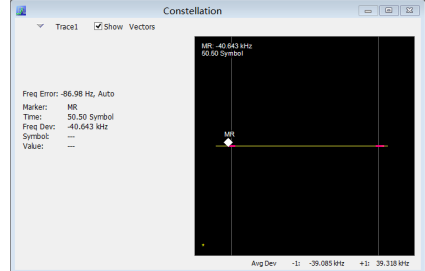 Constellation
Trace1 Show Vectors
MR: -40.643 kHz
50.50 Symbol
Freq Error: -86.98 Hz, Auto
Marker: MR
Time: 50.50 Symbol
Freq Dev: -40.643 kHz
Symbol: ---
Value: ---
MR
Avg Dev -1: -39.085 kHz +1: 39.318 kHz